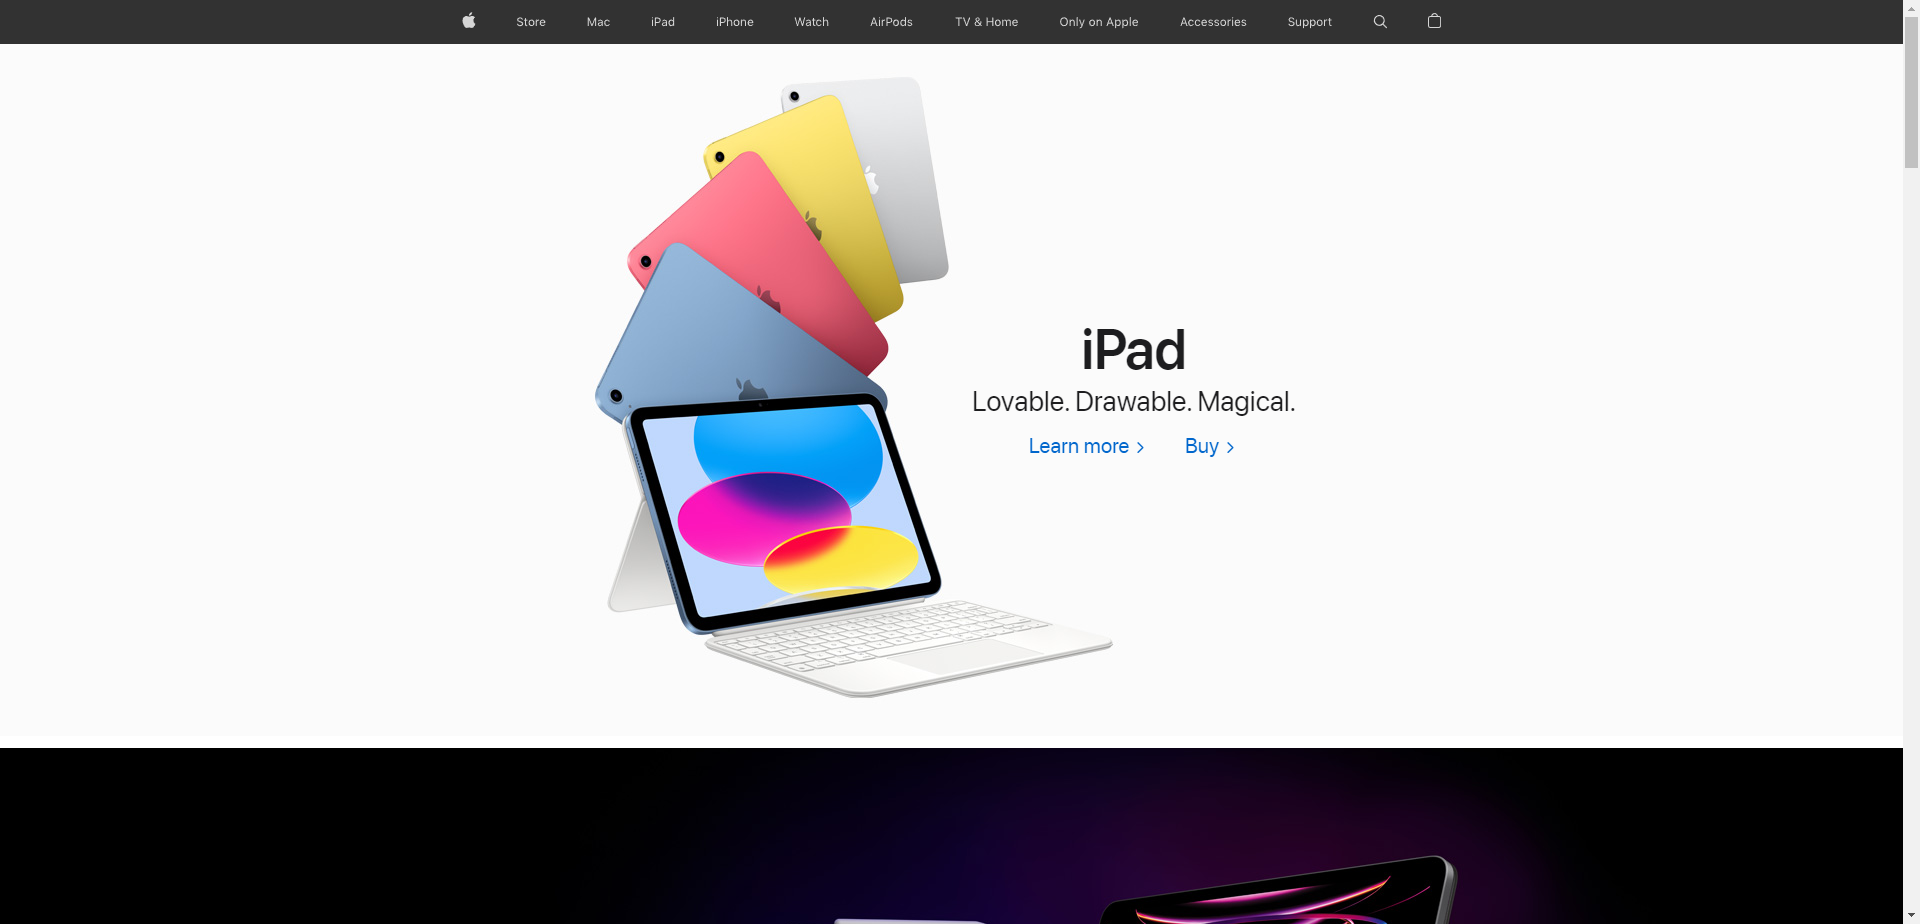 Store Mac iPad iPhone Watch AirPods TV & Home Only on Apple Accessories Support
iPad
Lovable. Drawable. Magical.
Learn more > Buy >